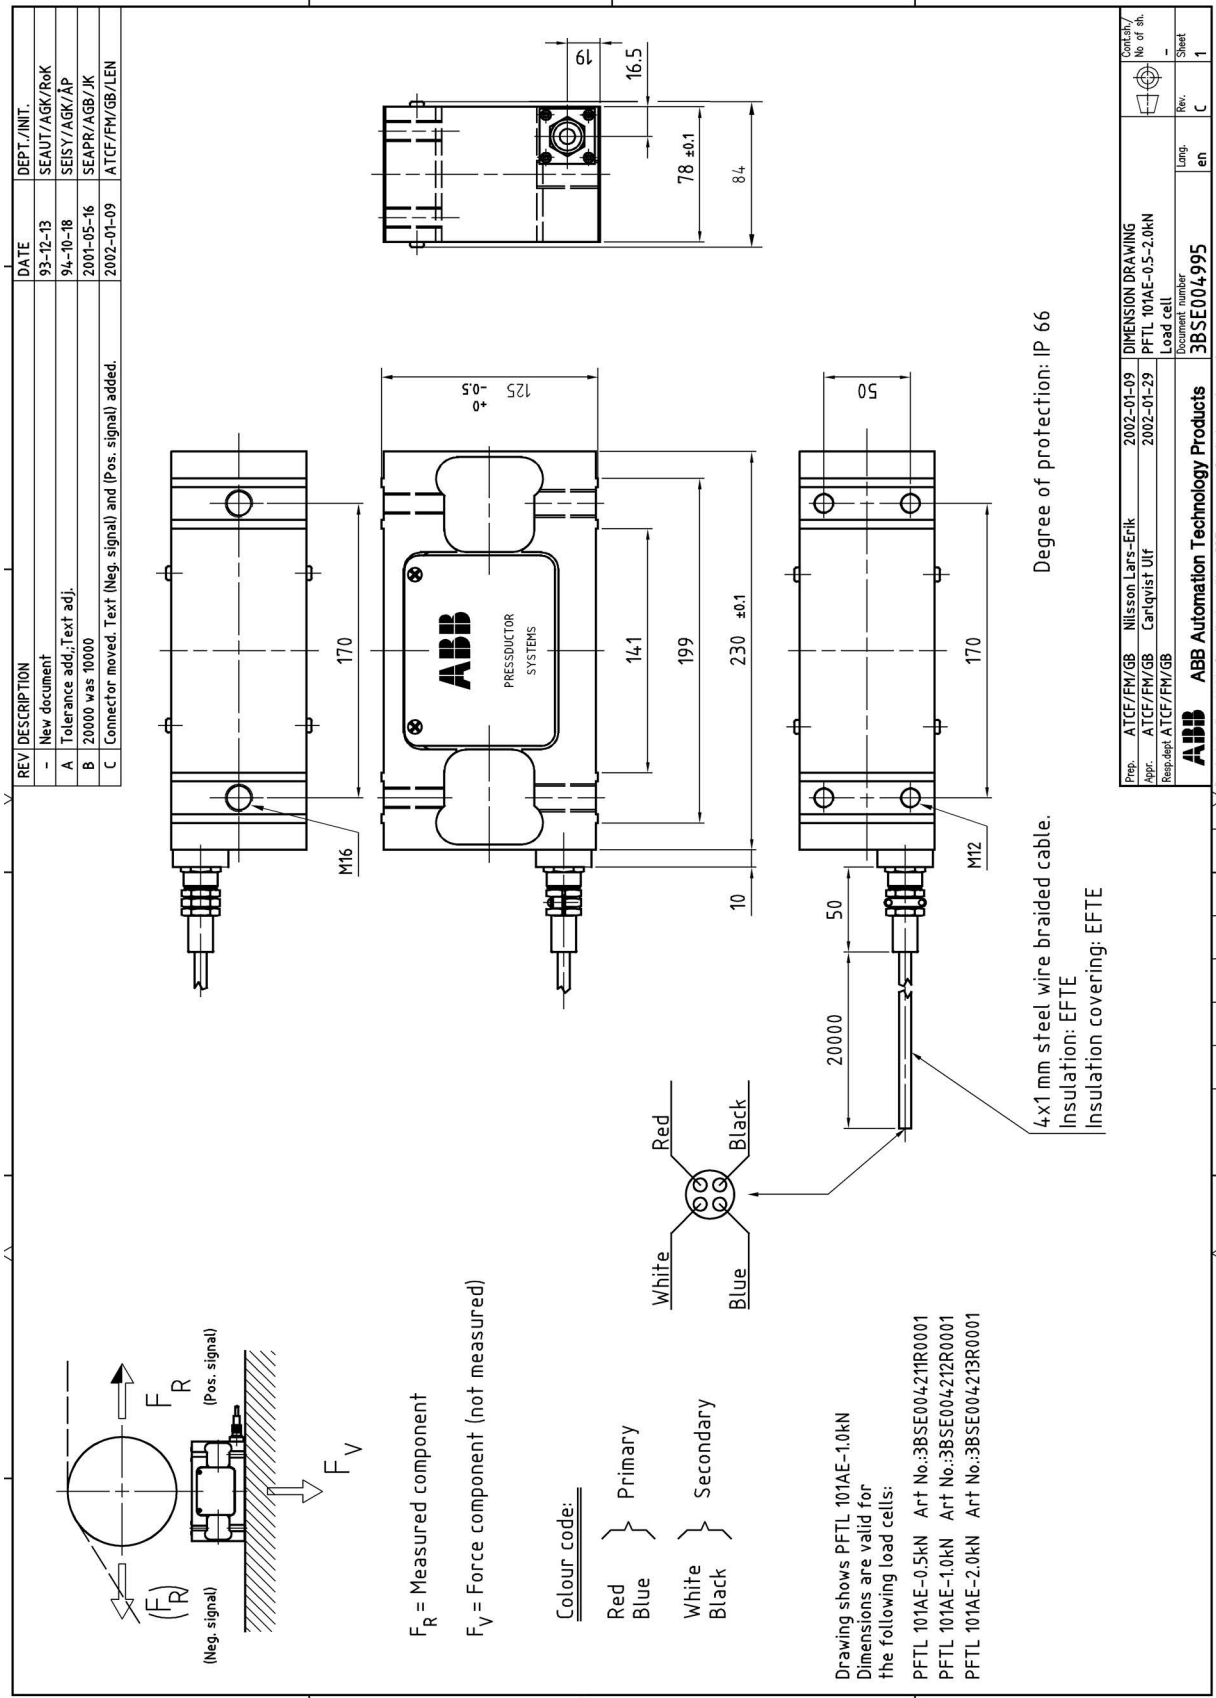 (Neg. signal)
(F_R)
F_R
(Pos. signal)
F_V
F_R = Measured component
F_V = Force component (not measured)
Colour code:
Red
Blue
Primary
White
Black
Secondary
Drawing shows PFTL 101AE-1.0kN
Dimensions are valid for
the following load cells:
PFTL 101AE-0.5kN Art No.:3BSE004211R0001
PFTL 101AE-1.0kN Art No.:3BSE004212R0001
PFTL 101AE-2.0kN Art No.:3BSE004213R0001
White
Red
Blue
Black
M16
170
ABB
PRESSDUCTOR
SYSTEMS
125 +0 -0.5
141
199
230 ±0.1
10
19
16.5
78 ±0.1
84
20000
50
50
M12
170
4x1 mm steel wire braided cable.
Insulation: EFTE
Insulation covering: EFTE
Degree of protection: IP 66
REV DESCRIPTION DATE DEPT./INIT.
- New document 93-12-13 SEAUT/AGK/RoK
A Tolerance add.;Text adj. 94-10-18 SEISY/AGK/ÅP
B 20000 was 10000 2001-05-16 SEAPR/AGB/JK
C Connector moved. Text (Neg. signal) and (Pos. signal) added. 2002-01-09 ATCF/FM/GB/LEN
Prep. ATCF/FM/GB Nilsson Lars-Erik 2002-01-09
Appr. ATCF/FM/GB Carlqvist Ulf 2002-01-29
Resp.dept ATCF/FM/GB
DIMENSION DRAWING
PFTL 101AE-0.5-2.0kN
Load cell
Cont.sh./
No of sh.
-
ABB ABB Automation Technology Products
Document number
3BSE004995
Lang.
en
Rev.
C
Sheet
1